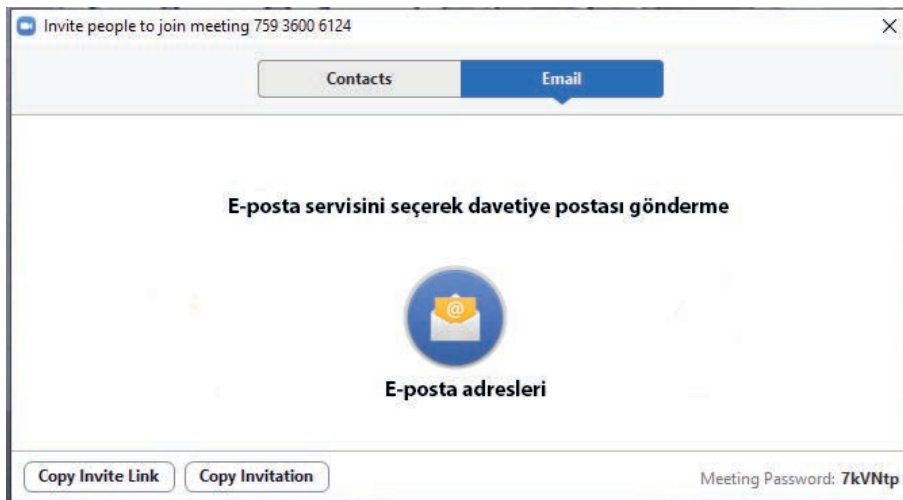 Invite people to join meeting 759 3600 6124
Contacts Email
E-posta servisini seçerek davetiye postası gönderme
@
E-posta adresleri
Copy Invite Link Copy Invitation Meeting Password: 7kVNtp